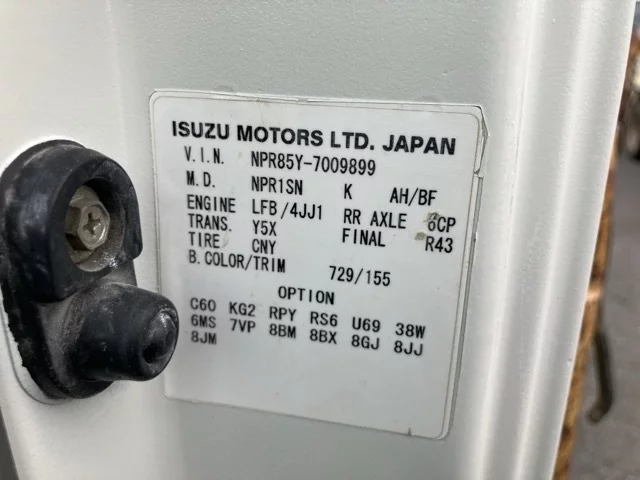 ISUZU MOTORS LTD. JAPAN
V.I.N. NPR85Y-7009899
M.D. NPR1SN K AH/BF
ENGINE LFB/4JJ1 RR AXLE 6CP
TRANS. Y5X FINAL R43
TIRE CNY
B.COLOR/TRIM 729/155
OPTION
C60 KG2 RPY RS6 U69 38W
6MS 7VP 8BM 8BX 8GJ 8JJ
8JM